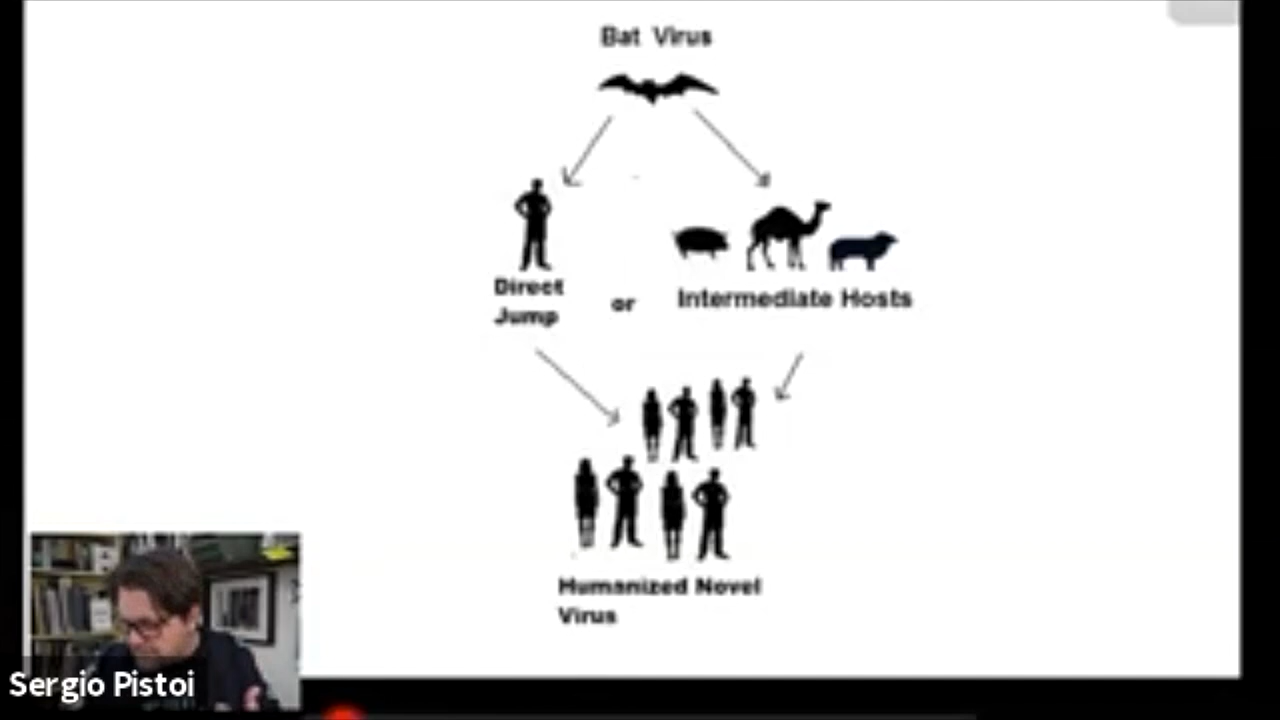 Bat Virus
Direct
Jump
or
Intermediate Hosts
Humanized Novel
Virus
Sergio Pistoi